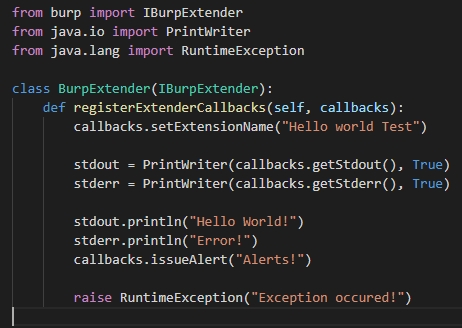 from burp import IBurpExtender
from java.io import PrintWriter
from java.lang import RuntimeException
class BurpExtender(IBurpExtender):
def registerExtenderCallbacks(self, callbacks):
callbacks.setExtensionName("Hello world Test")
stdout = PrintWriter(callbacks.getStdout(), True)
stderr = PrintWriter(callbacks.getStderr(), True)
stdout.println("Hello World!")
stderr.println("Error!")
callbacks.issueAlert("Alerts!")
raise RuntimeException("Exception occured!")